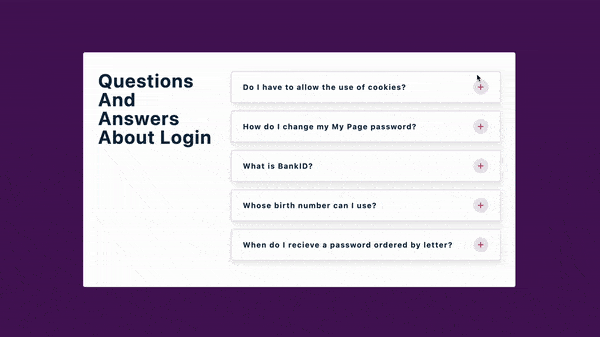 Questions
And
Answers
About Login
Do I have to allow the use of cookies?
How do I change my My Page password?
What is BankID?
Whose birth number can I use?
When do I recieve a password ordered by letter?